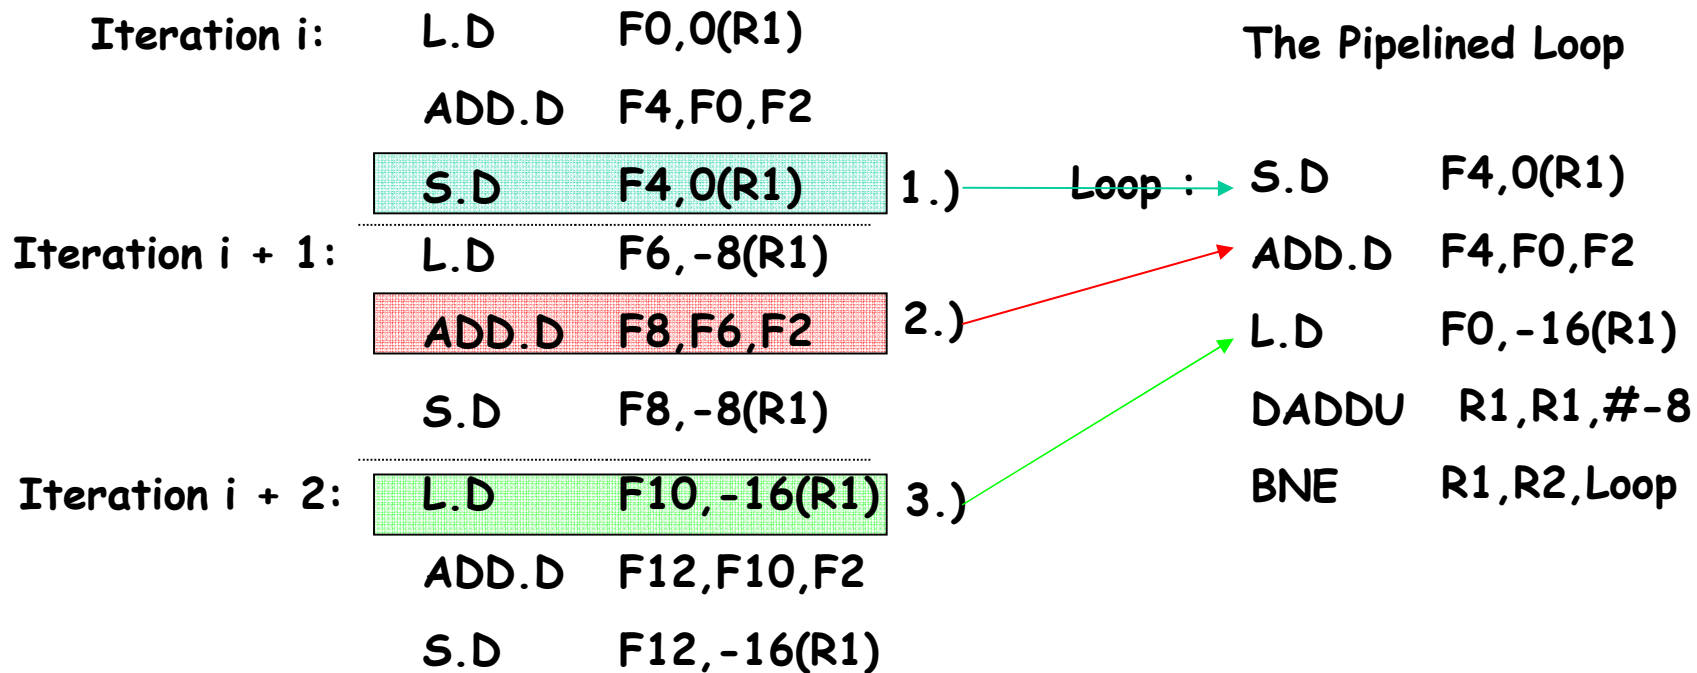 Iteration i: L.D F0,0(R1)
ADD.D F4,F0,F2
S.D F4,0(R1) 1.)
Iteration i + 1: L.D F6,-8(R1)
ADD.D F8,F6,F2 2.)
S.D F8,-8(R1)
Iteration i + 2: L.D F10,-16(R1) 3.)
ADD.D F12,F10,F2
S.D F12,-16(R1)
The Pipelined Loop
Loop : S.D F4,0(R1)
ADD.D F4,F0,F2
L.D F0,-16(R1)
DADDU R1,R1,#-8
BNE R1,R2,Loop